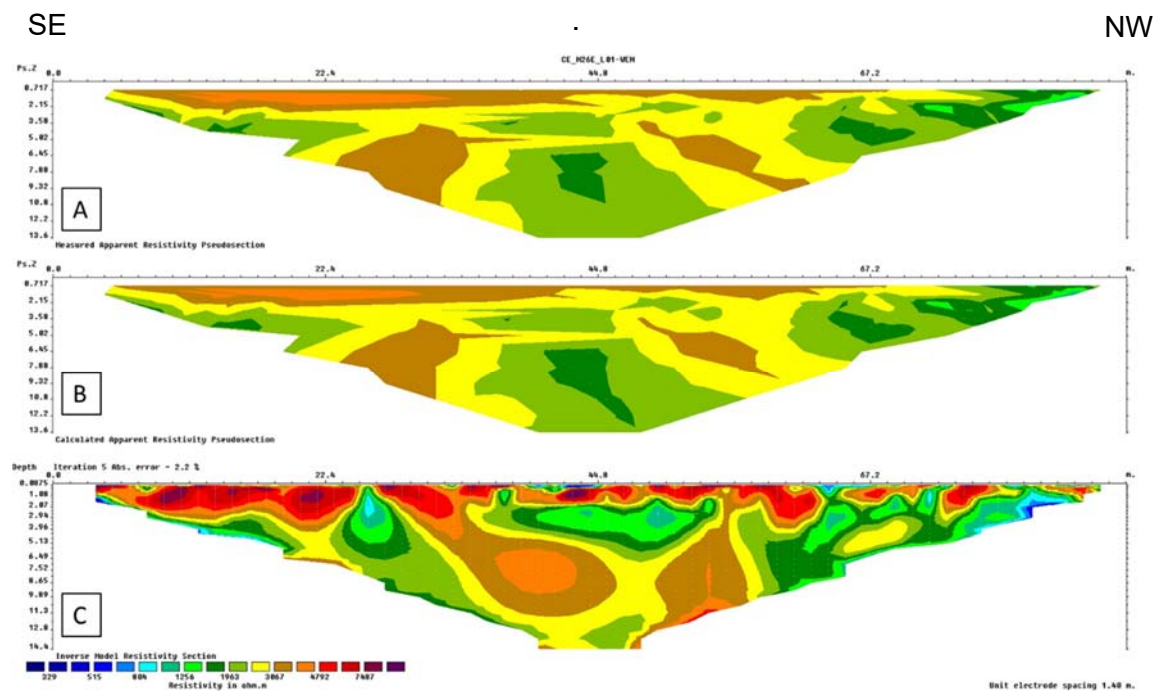 SE . NW
CE_N26E_L01-WEN
Ps.Z 0.0 22.4 44.8 67.2 m.
0.717
2.15
3.58
5.02
6.45
7.88
9.32
10.8
12.2
13.6
A
Measured Apparent Resistivity Pseudosection
Ps.Z 0.0 22.4 44.8 67.2 m.
0.717
2.15
3.58
5.02
6.45
7.88
9.32
10.8
12.2
13.6
B
Calculated Apparent Resistivity Pseudosection
Depth Iteration 5 Abs. error = 2.2 %
0.0 22.4 44.8 67.2 m.
0.0875
1.08
2.07
2.94
3.96
5.13
6.49
7.52
8.65
9.89
11.3
12.8
14.4
C
Inverse Model Resistivity Section
329 515 804 1256 1963 3067 4792 7487
Resistivity in ohm.m
Unit electrode spacing 1.40 m.